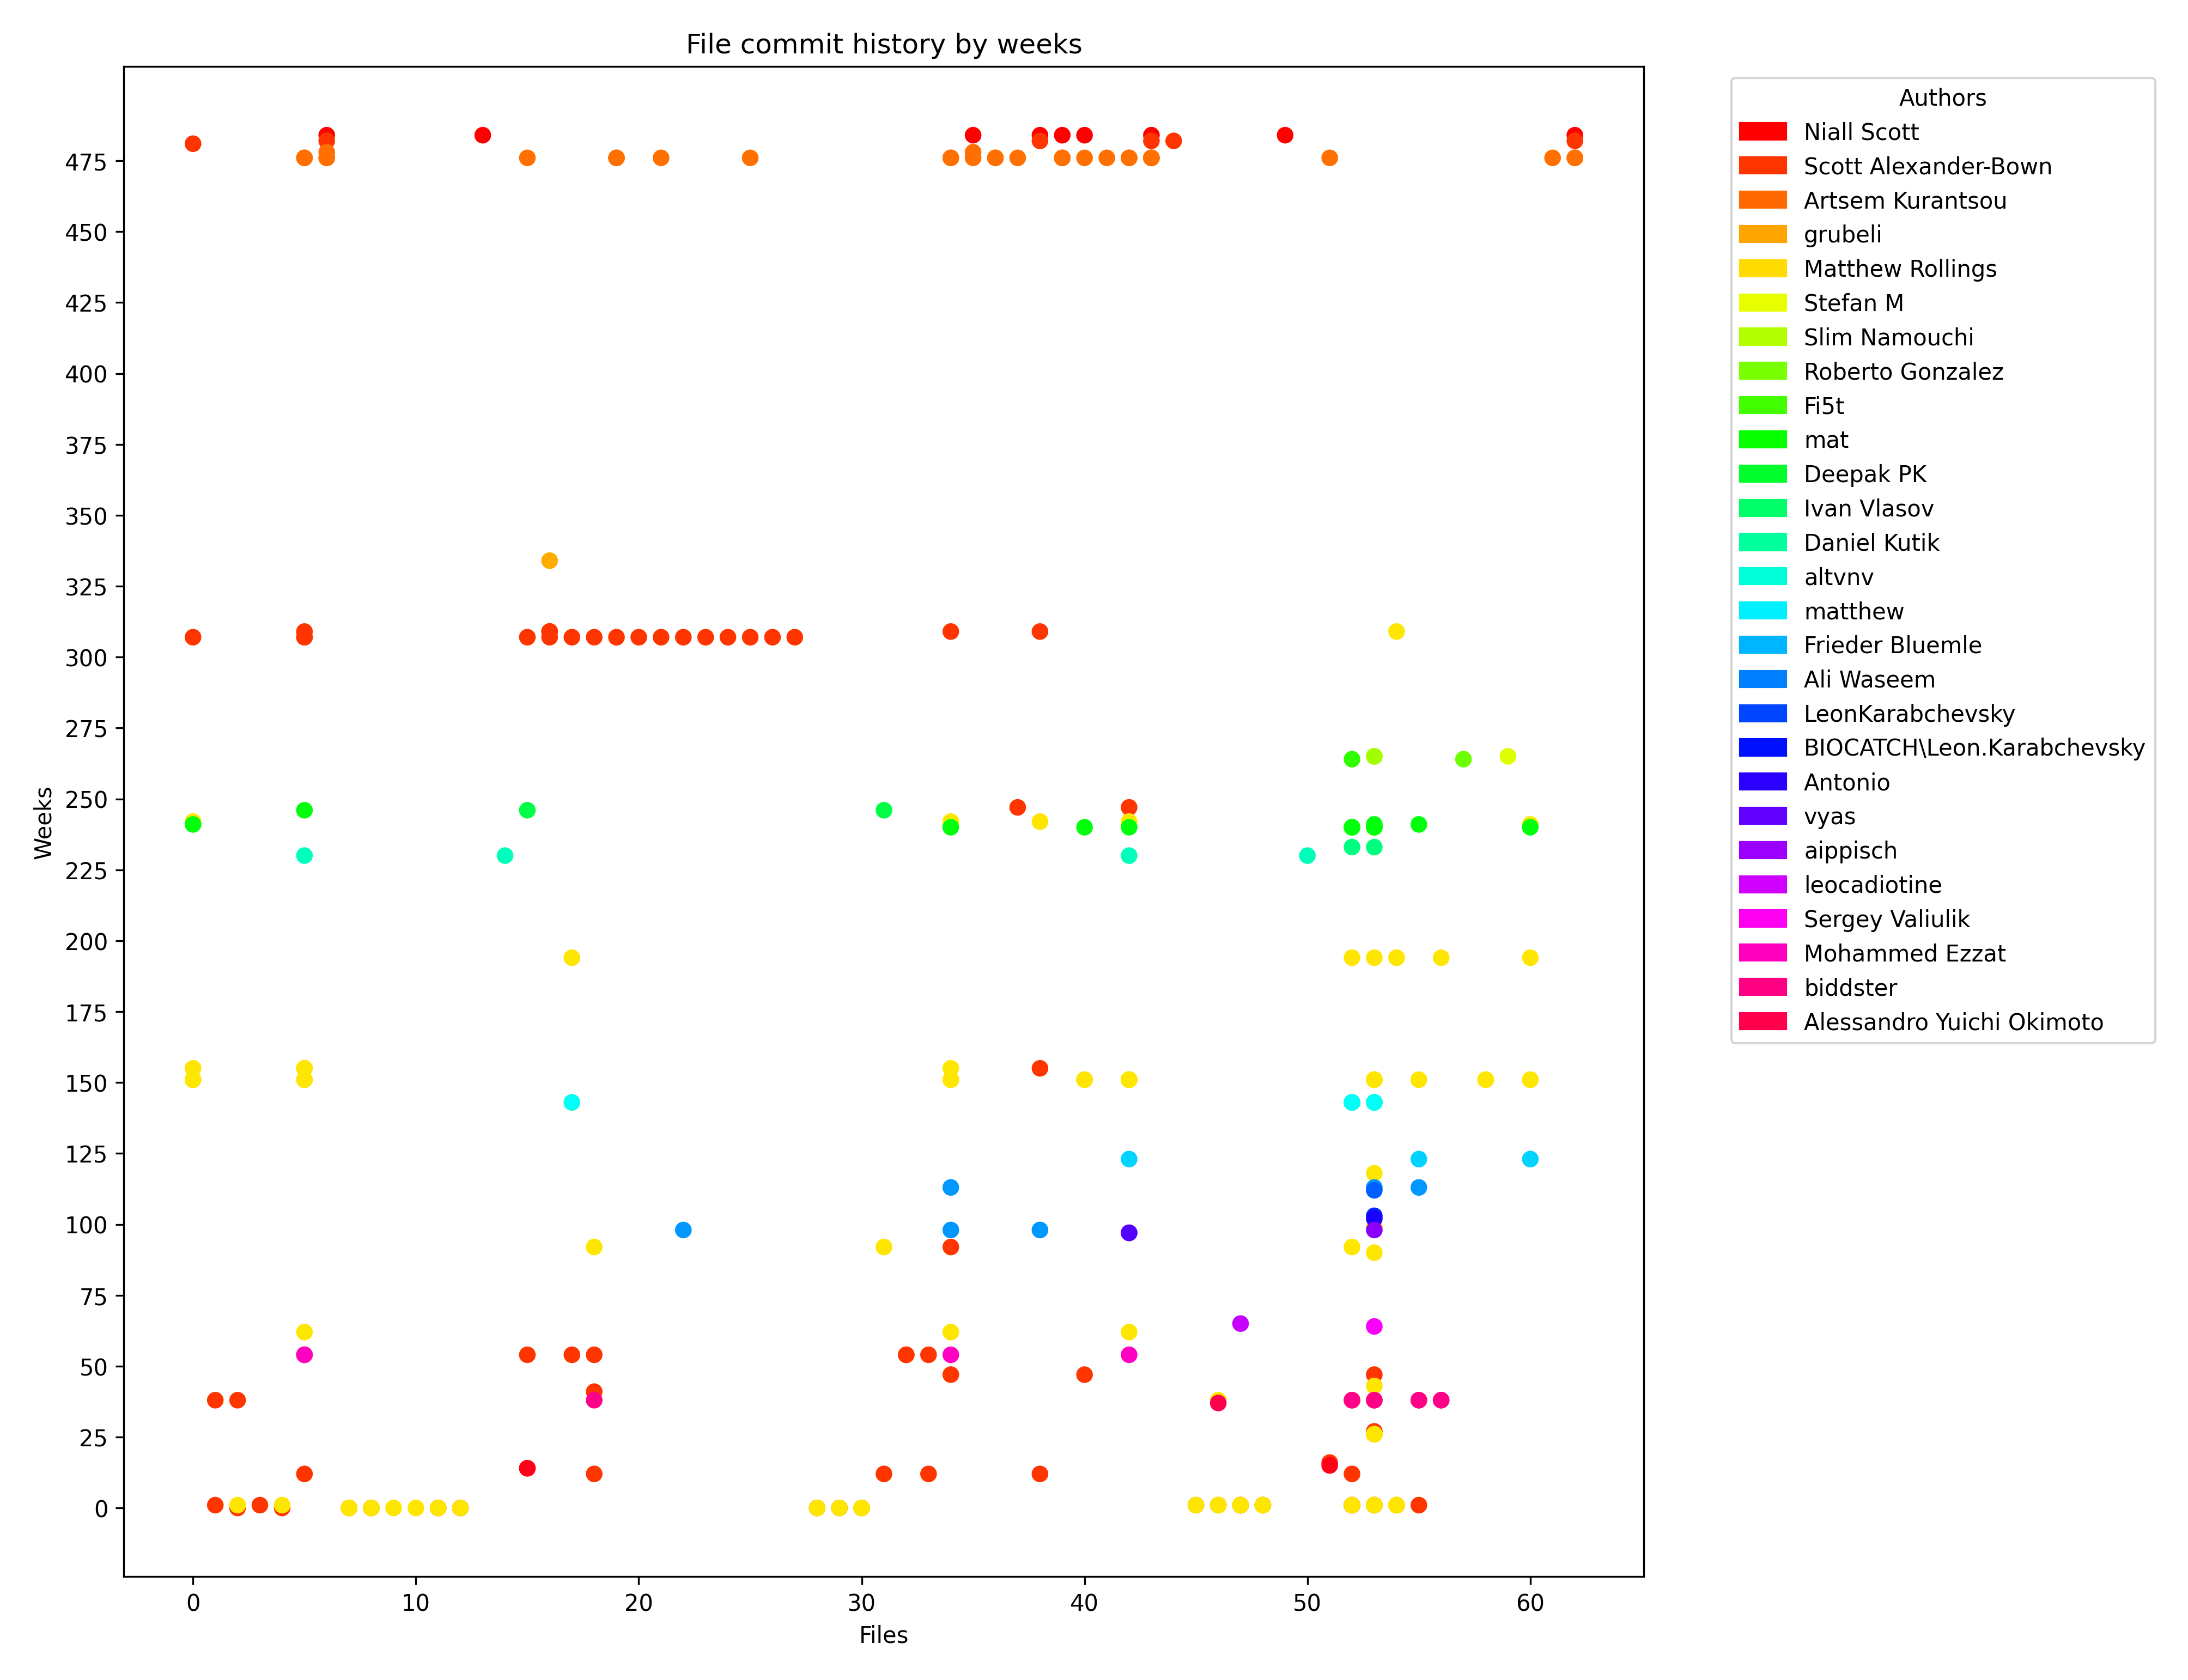 File commit history by weeks
475
450
425
400
375
350
325
300
275
250
225
200
175
150
125
100
75
50
25
0
Weeks
0 10 20 30 40 50 60
Files
Authors
Niall Scott
Scott Alexander-Bown
Artsem Kurantsou
grubeli
Matthew Rollings
Stefan M
Slim Namouchi
Roberto Gonzalez
Fi5t
mat
Deepak PK
Ivan Vlasov
Daniel Kutik
altvnv
matthew
Frieder Bluemle
Ali Waseem
LeonKarabchevsky
BIOCATCH\Leon.Karabchevsky
Antonio
vyas
aippisch
leocadiotine
Sergey Valiulik
Mohammed Ezzat
biddster
Alessandro Yuichi Okimoto